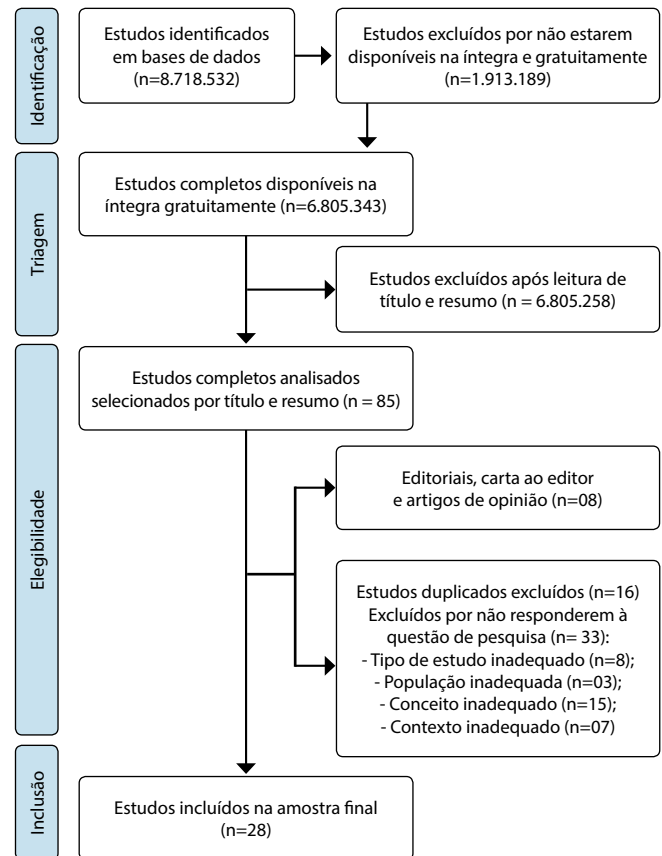 Identificação
Estudos identificados
em bases de dados
(n=8.718.532)
Estudos excluídos por não estarem
disponíveis na íntegra e gratuitamente
(n=1.913.189)
Triagem
Estudos completos disponíveis na
íntegra gratuitamente (n=6.805.343)
Estudos excluídos após leitura de
título e resumo (n = 6.805.258)
Elegibilidade
Estudos completos analisados
selecionados por título e resumo (n = 85)
Editoriais, carta ao editor
e artigos de opinião (n=08)
Estudos duplicados excluídos (n=16)
Excluídos por não responderem à
questão de pesquisa (n= 33):
- Tipo de estudo inadequado (n=8);
- População inadequada (n=03);
- Conceito inadequado (n=15);
- Contexto inadequado (n=07)
Inclusão
Estudos incluídos na amostra final
(n=28)